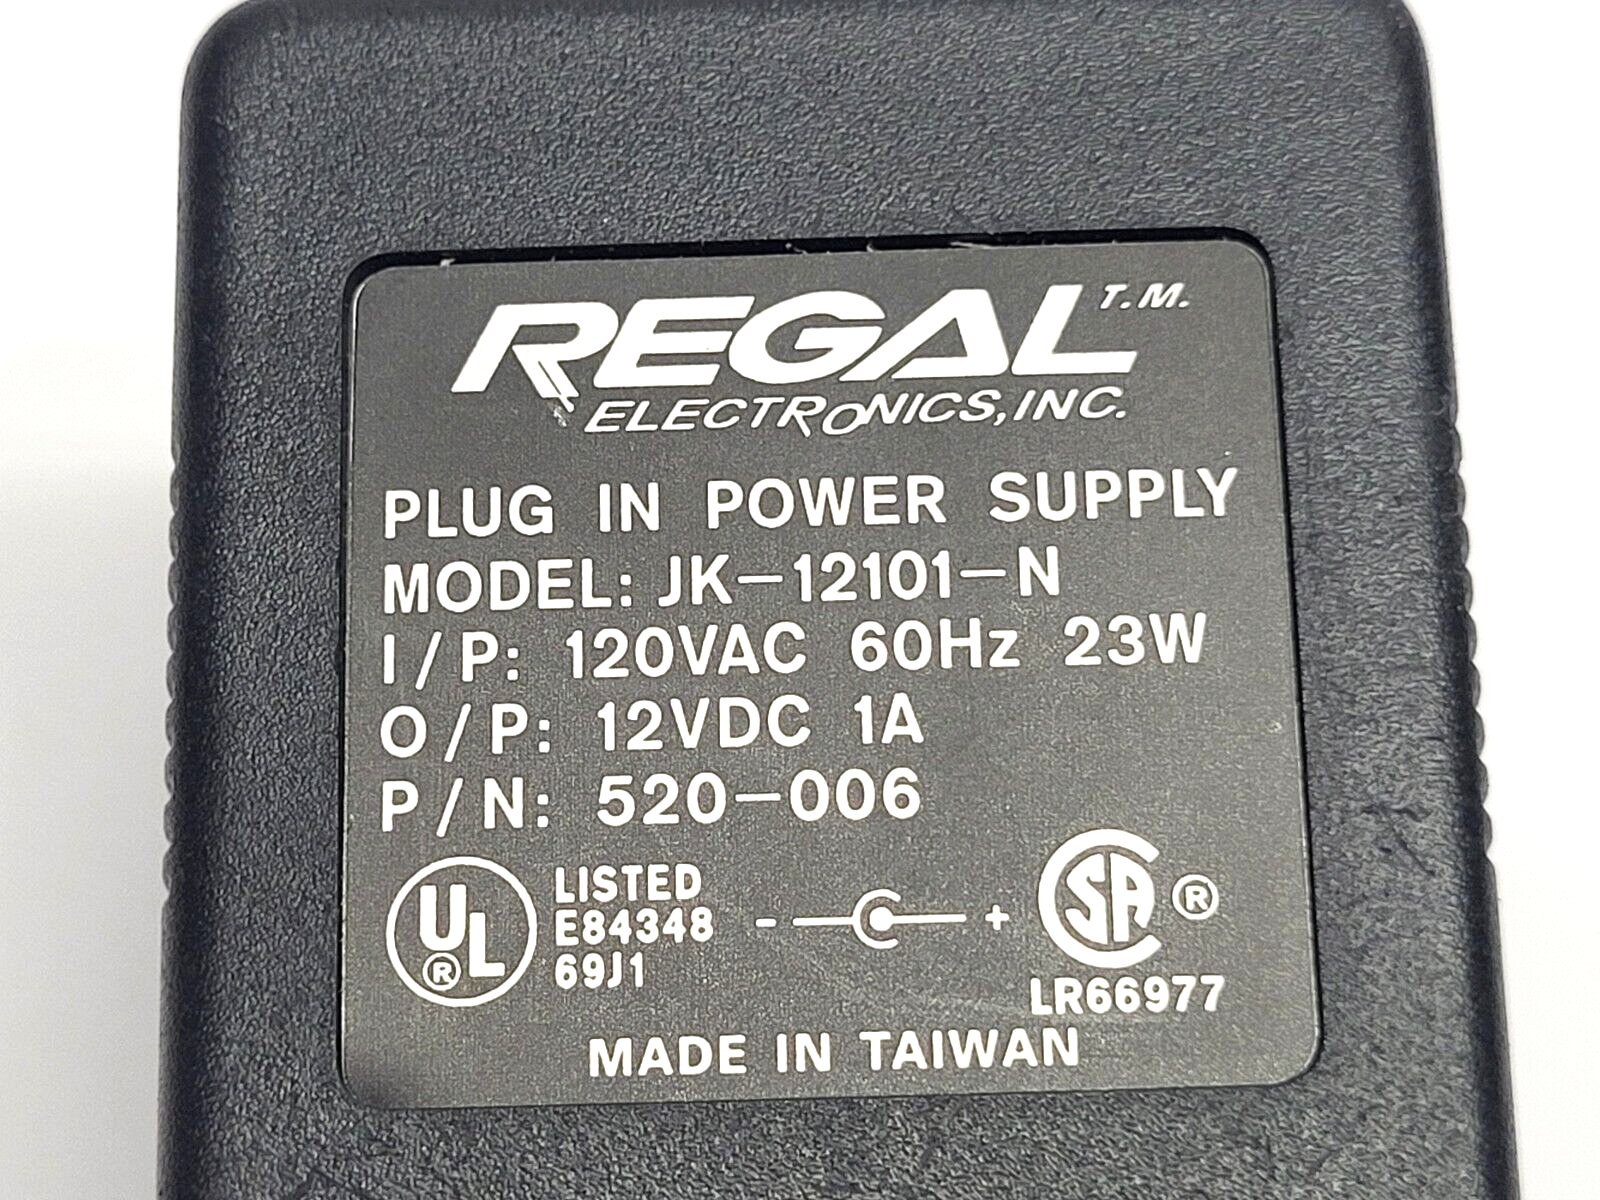 REGAL T.M.
ELECTRONICS, INC.
PLUG IN POWER SUPPLY
MODEL: JK-12101-N
I/P: 120VAC 60Hz 23W
O/P: 12VDC 1A
P/N: 520-006
UL ® LISTED
E84348
69J1
- +
SA ®
LR66977
MADE IN TAIWAN